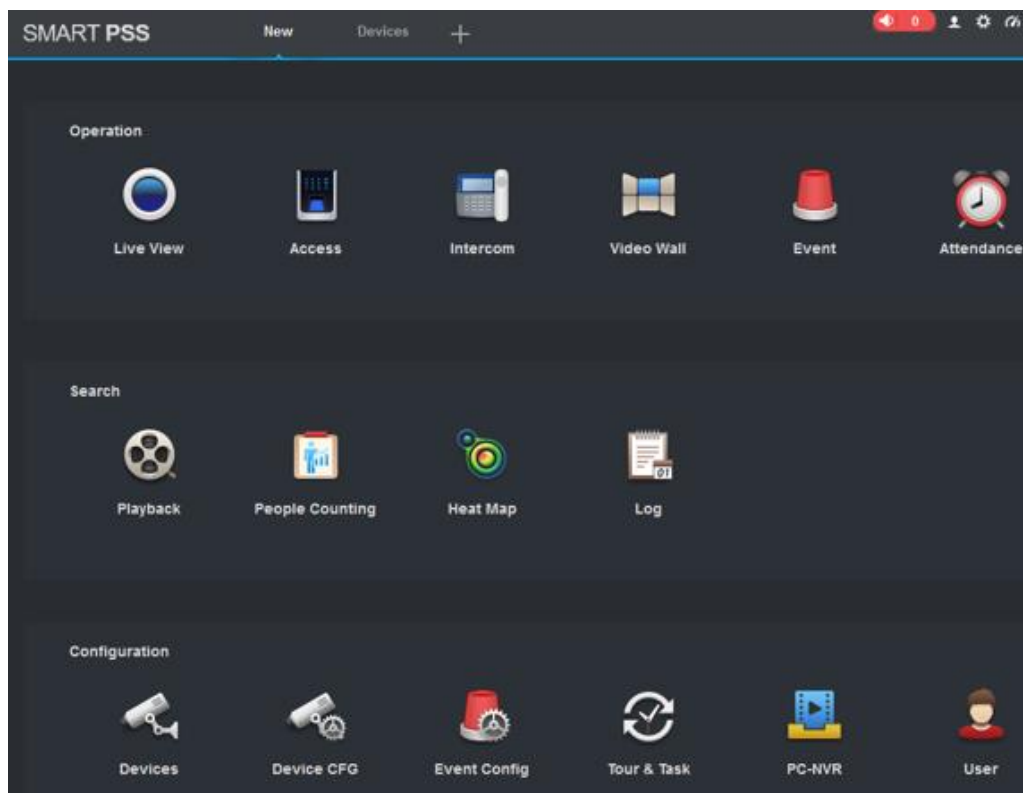 SMART PSS New Devices + 0
Operation
Live View Access Intercom Video Wall Event Attendance
Search
01
Playback People Counting Heat Map Log
Configuration
Devices Device CFG Event Config Tour & Task PC-NVR User